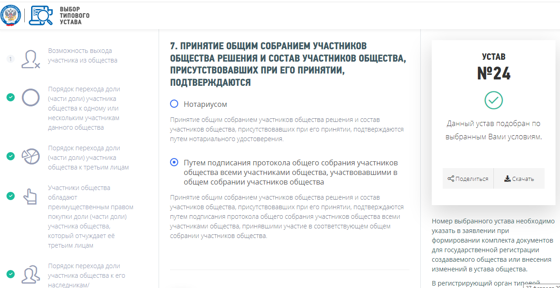 ВЫБОР
ТИПОВОГО
УСТАВА
1
Возможность выхода
участника из общества
Порядок перехода доли
(части доли) участника
общества к одному или
нескольким участникам
данного общества
Порядок перехода доли
(части доли) участника
общества к третьим лицам
Участники общества
обладают
преимущественным правом
покупки доли (части доли)
участника общества,
который отчуждает её
третьим лицам
Порядок перехода доли
участника общества к его
наследникам/
7. ПРИНЯТИЕ ОБЩИМ СОБРАНИЕМ УЧАСТНИКОВ
ОБЩЕСТВА РЕШЕНИЯ И СОСТАВ УЧАСТНИКОВ ОБЩЕСТВА,
ПРИСУТСТВОВАВШИХ ПРИ ЕГО ПРИНЯТИИ,
ПОДТВЕРЖДАЮТСЯ
Нотариусом
Принятие общим собранием участников общества решения и состав
участников общества, присутствовавших при его принятии, подтверждаются
путем нотариального удостоверения.
Путем подписания протокола общего собрания участников
общества всеми участниками общества, участвовавшими в
общем собрании участников общества
Принятие общим собранием участников общества решения и состав
участников общества, присутствовавших при его принятии, подтверждаются
путем подписания протокола общего собрания участников общества всеми
участниками общества, принявшими участие в соответствующем общем
собрании участников общества.
УСТАВ
№24
Данный устав подобран по
выбранным Вами условиям.
Поделиться
Скачать
Номер выбранного устава необходимо
указать в заявлении при
формировании комплекта документов
для государственной регистрации
создаваемого общества или внесения
изменений в устава общества.
В регистрирующий орган типовой